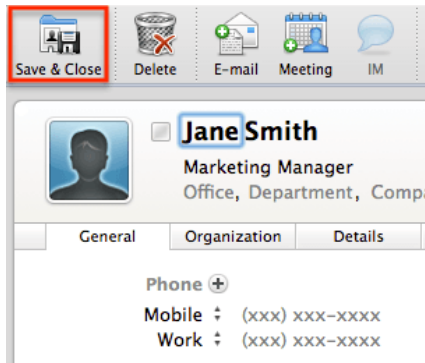 Save & Close Delete E-mail Meeting IM
Jane Smith
Marketing Manager
Office, Department, Compa
General Organization Details
Phone
Mobile (xxx) xxx-xxxx
Work (xxx) xxx-xxxx